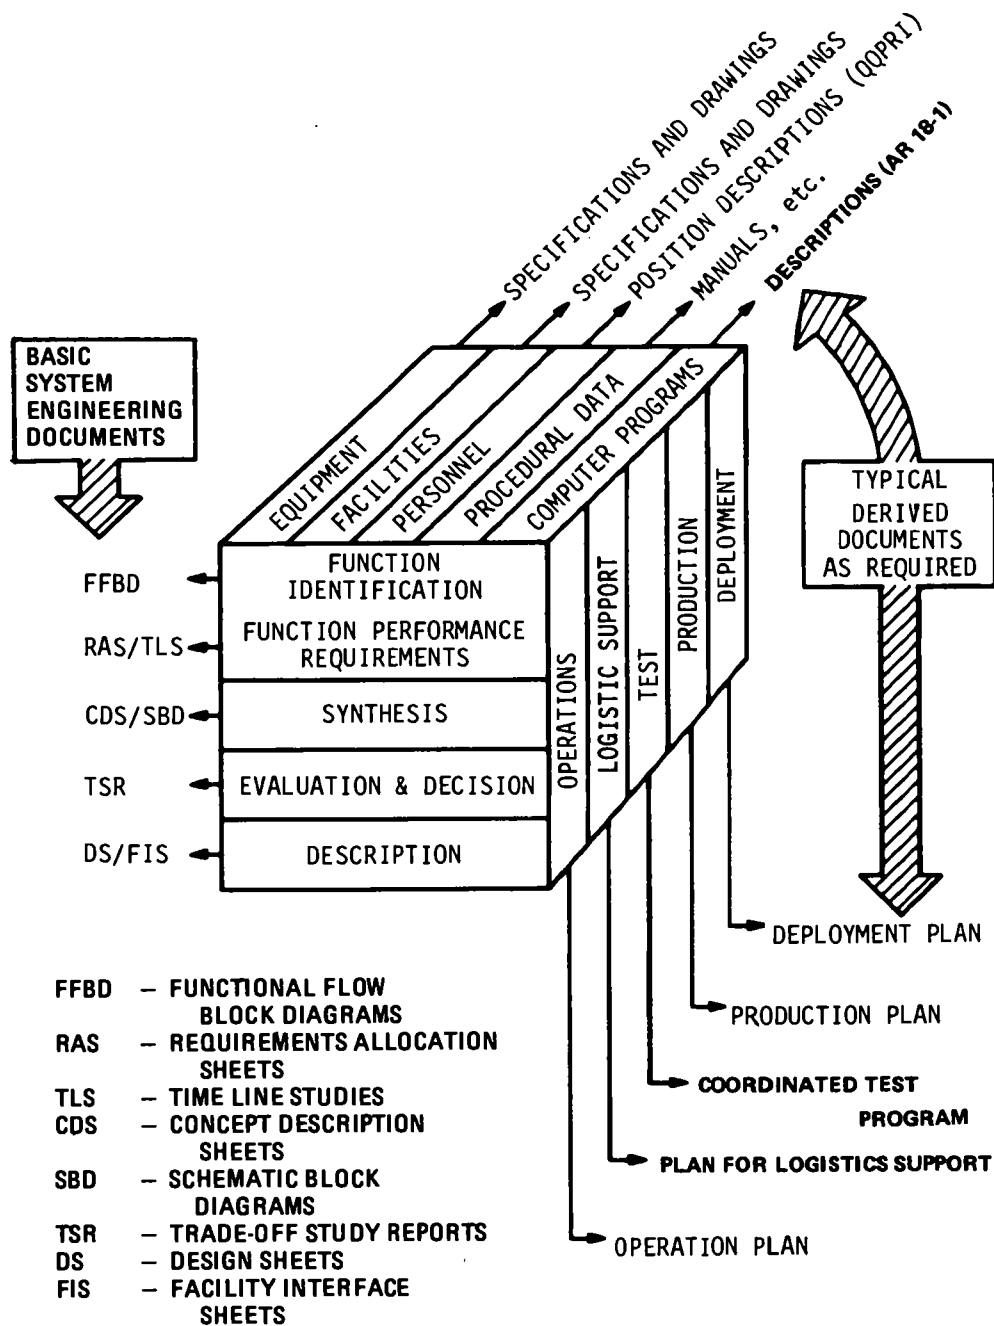 SPECIFICATIONS AND DRAWINGS
SPECIFICATIONS AND DRAWINGS
POSITION DESCRIPTIONS (QQPRI)
MANUALS, etc.
DESCRIPTIONS (AR 18-1)
BASIC
SYSTEM
ENGINEERING
DOCUMENTS
EQUIPMENT
FACILITIES
PERSONNEL
PROCEDURAL DATA
COMPUTER PROGRAMS
TYPICAL
DERIVED
DOCUMENTS
AS REQUIRED
FFBD
RAS/TLS
CDS/SBD
TSR
DS/FIS
FUNCTION
IDENTIFICATION
FUNCTION PERFORMANCE
REQUIREMENTS
SYNTHESIS
EVALUATION & DECISION
DESCRIPTION
OPERATIONS
LOGISTIC SUPPORT
TEST
PRODUCTION
DEPLOYMENT
DEPLOYMENT PLAN
PRODUCTION PLAN
COORDINATED TEST
PROGRAM
PLAN FOR LOGISTICS SUPPORT
OPERATION PLAN
FFBD – FUNCTIONAL FLOW
BLOCK DIAGRAMS
RAS – REQUIREMENTS ALLOCATION
SHEETS
TLS – TIME LINE STUDIES
CDS – CONCEPT DESCRIPTION
SHEETS
SBD – SCHEMATIC BLOCK
DIAGRAMS
TSR – TRADE-OFF STUDY REPORTS
DS – DESIGN SHEETS
FIS – FACILITY INTERFACE
SHEETS